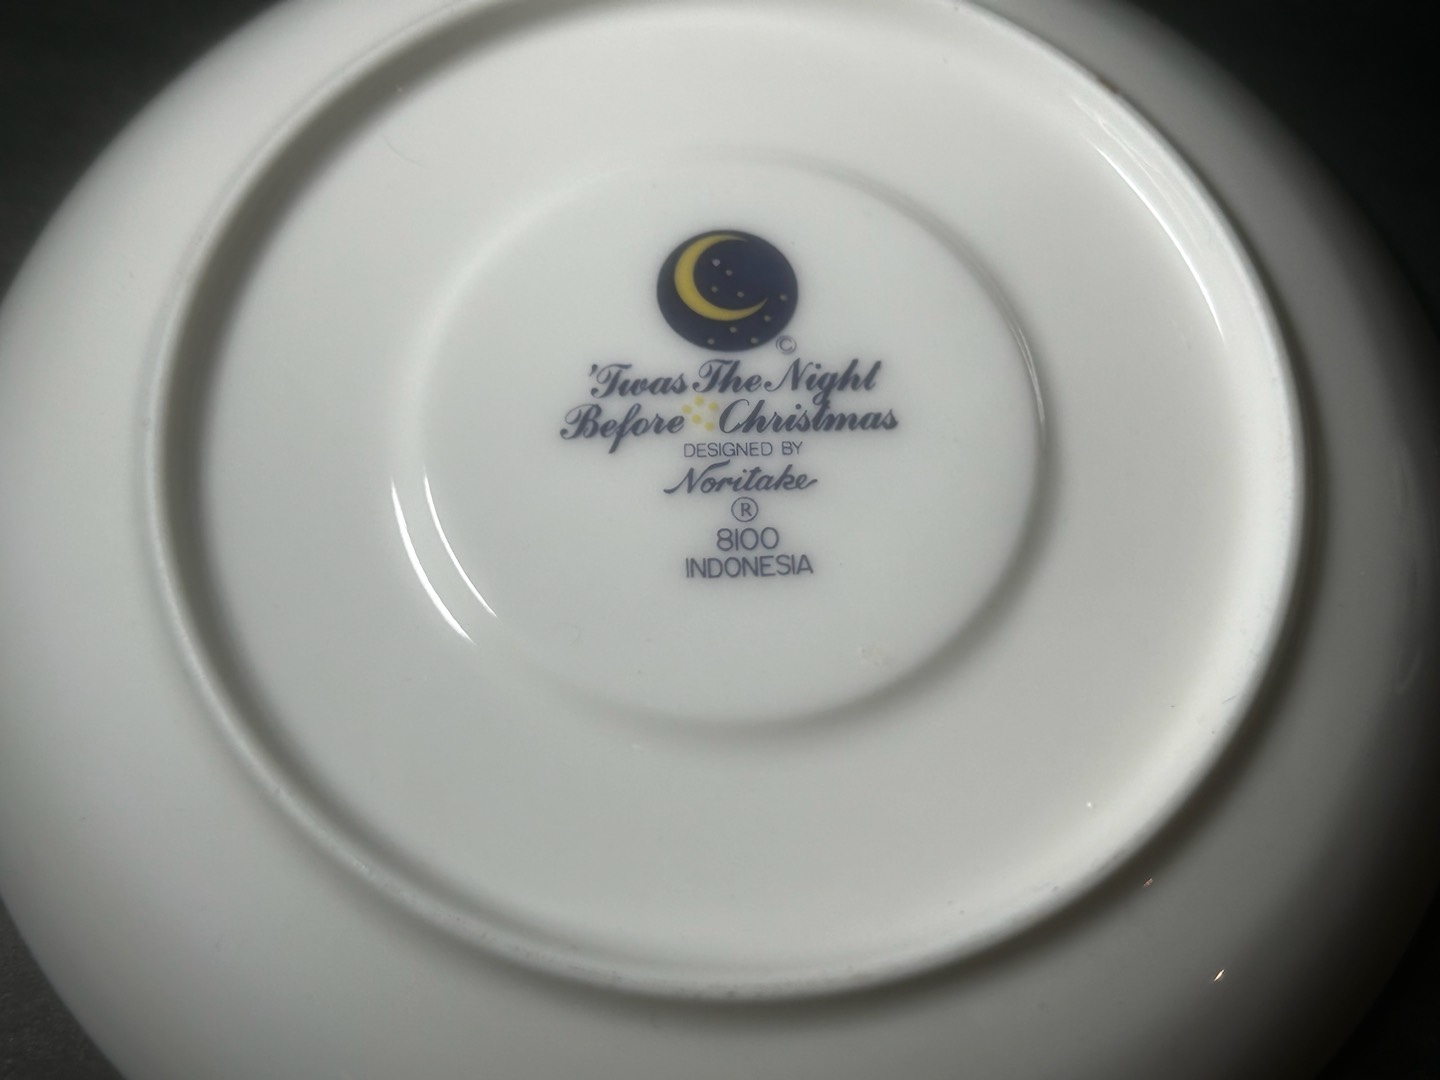 ©
'Twas The Night
Before Christmas
DESIGNED BY
Noritake
®
8100
INDONESIA